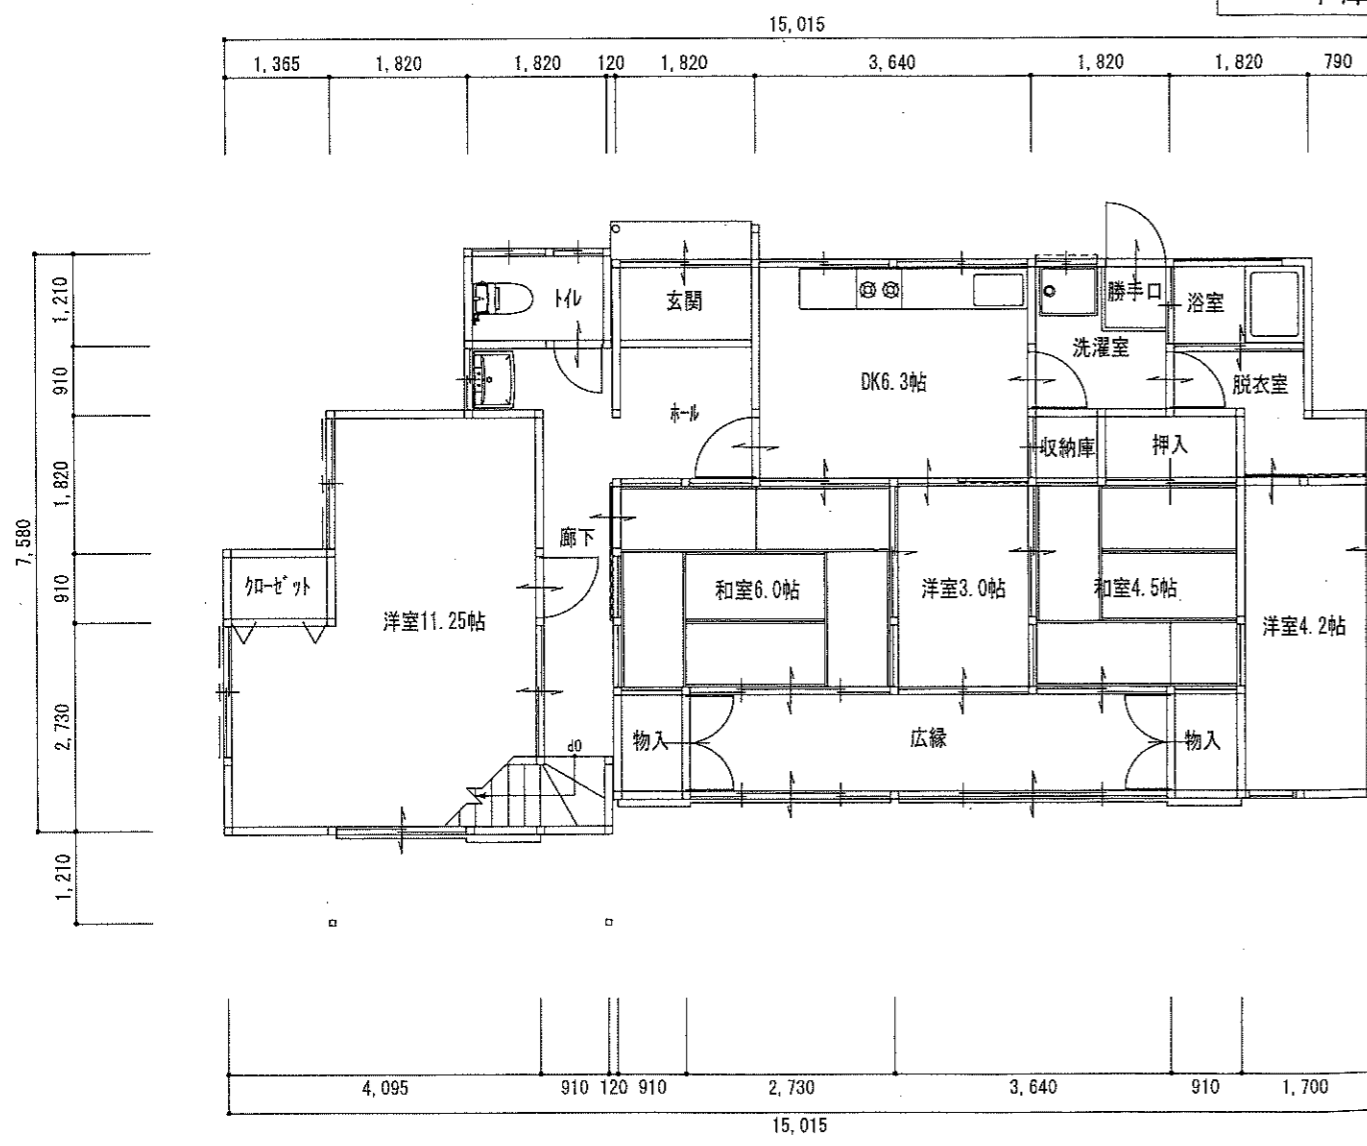 15,015
1,365 1,820 1,820 120 1,820 3,640 1,820 1,820 790
7,580
1,210
910
1,820
910
2,730
1,210
トイレ
玄関
勝手口
浴室
洗濯室
DK6.3帖
脱衣室
ホール
収納庫
押入
廊下
クローゼット
洋室11.25帖
和室6.0帖
洋室3.0帖
和室4.5帖
洋室4.2帖
物入
広縁
物入
UP
4,095 910 120 910 2,730 3,640 910 1,700
15,015